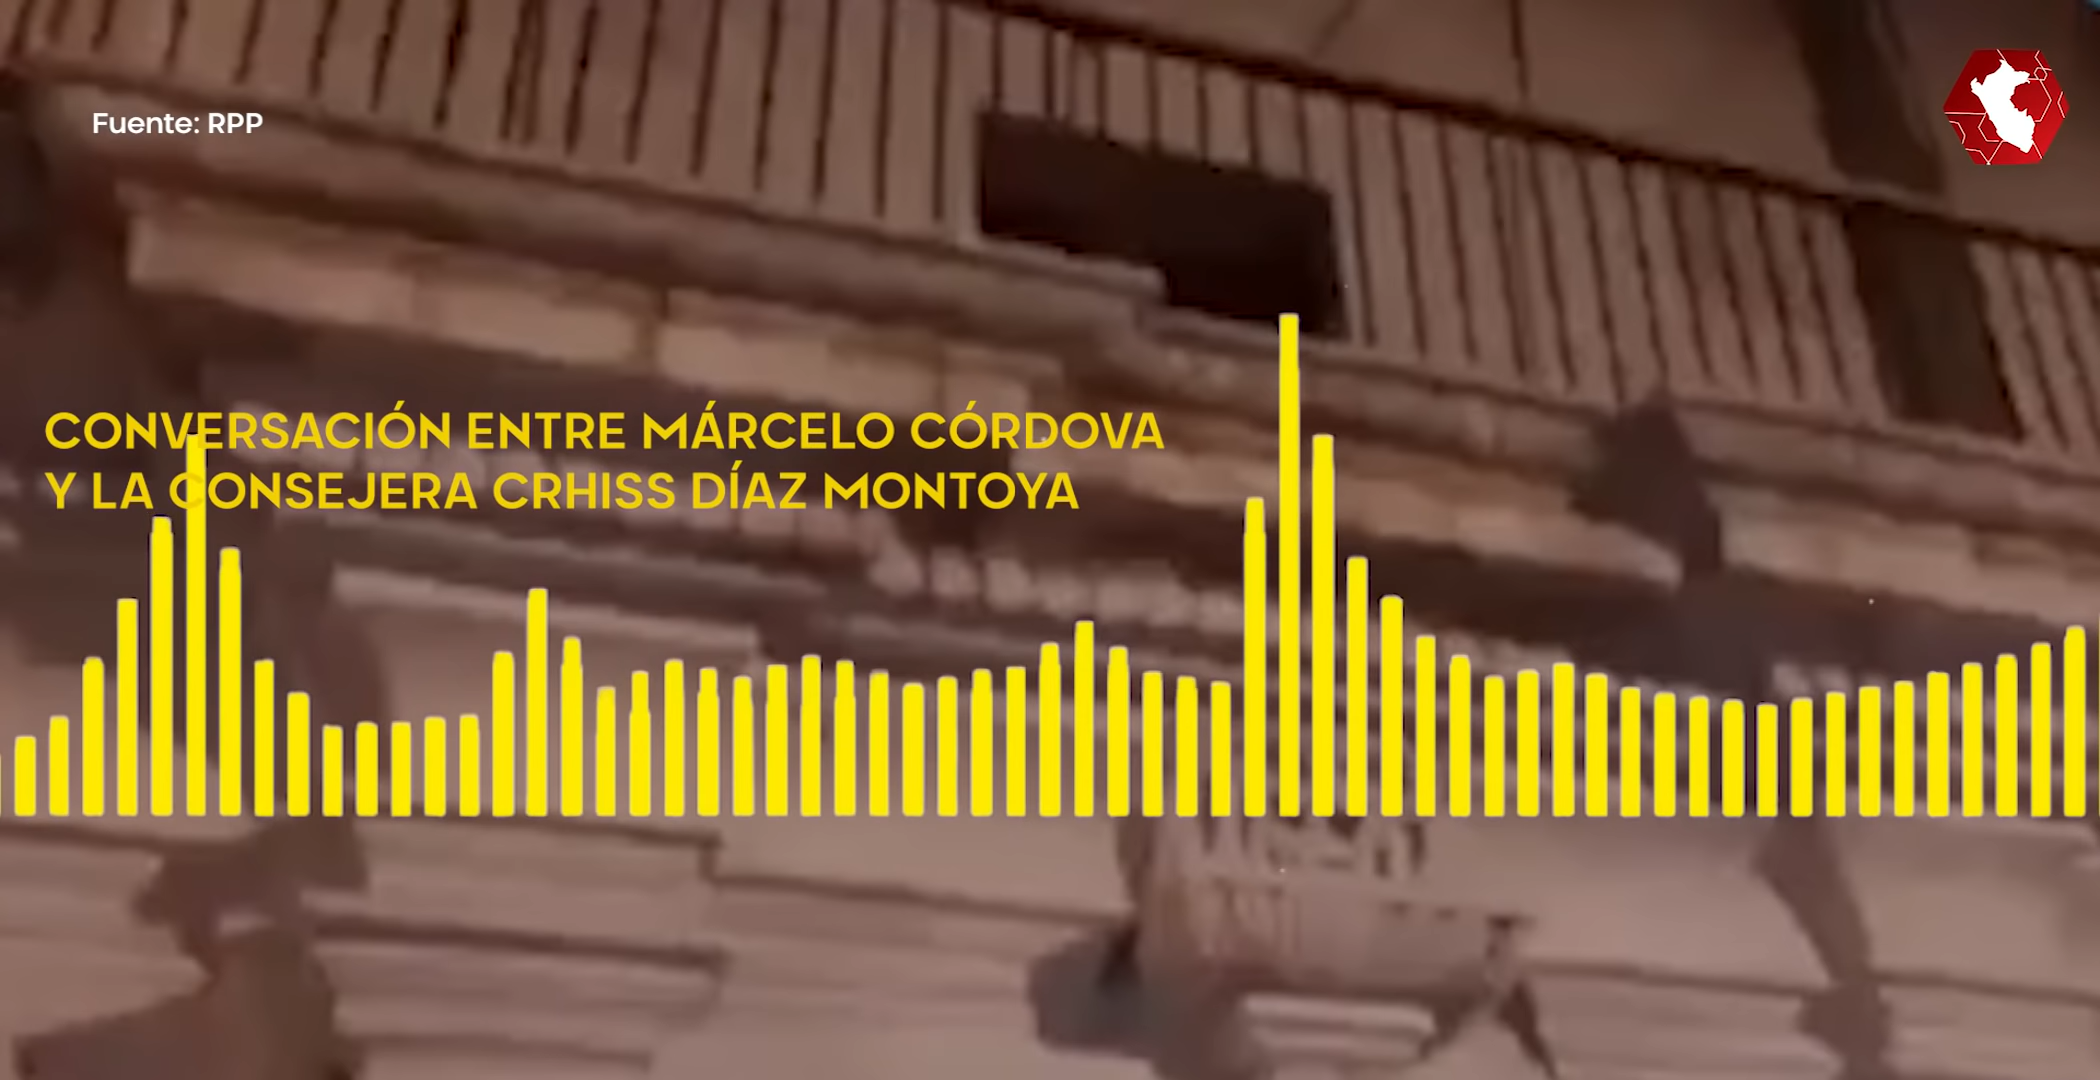 Fuente: RPP
CONVERSACIÓN ENTRE MÁRCELO CÓRDOVA
Y LA CONSEJERA CRHISS DÍAZ MONTOYA